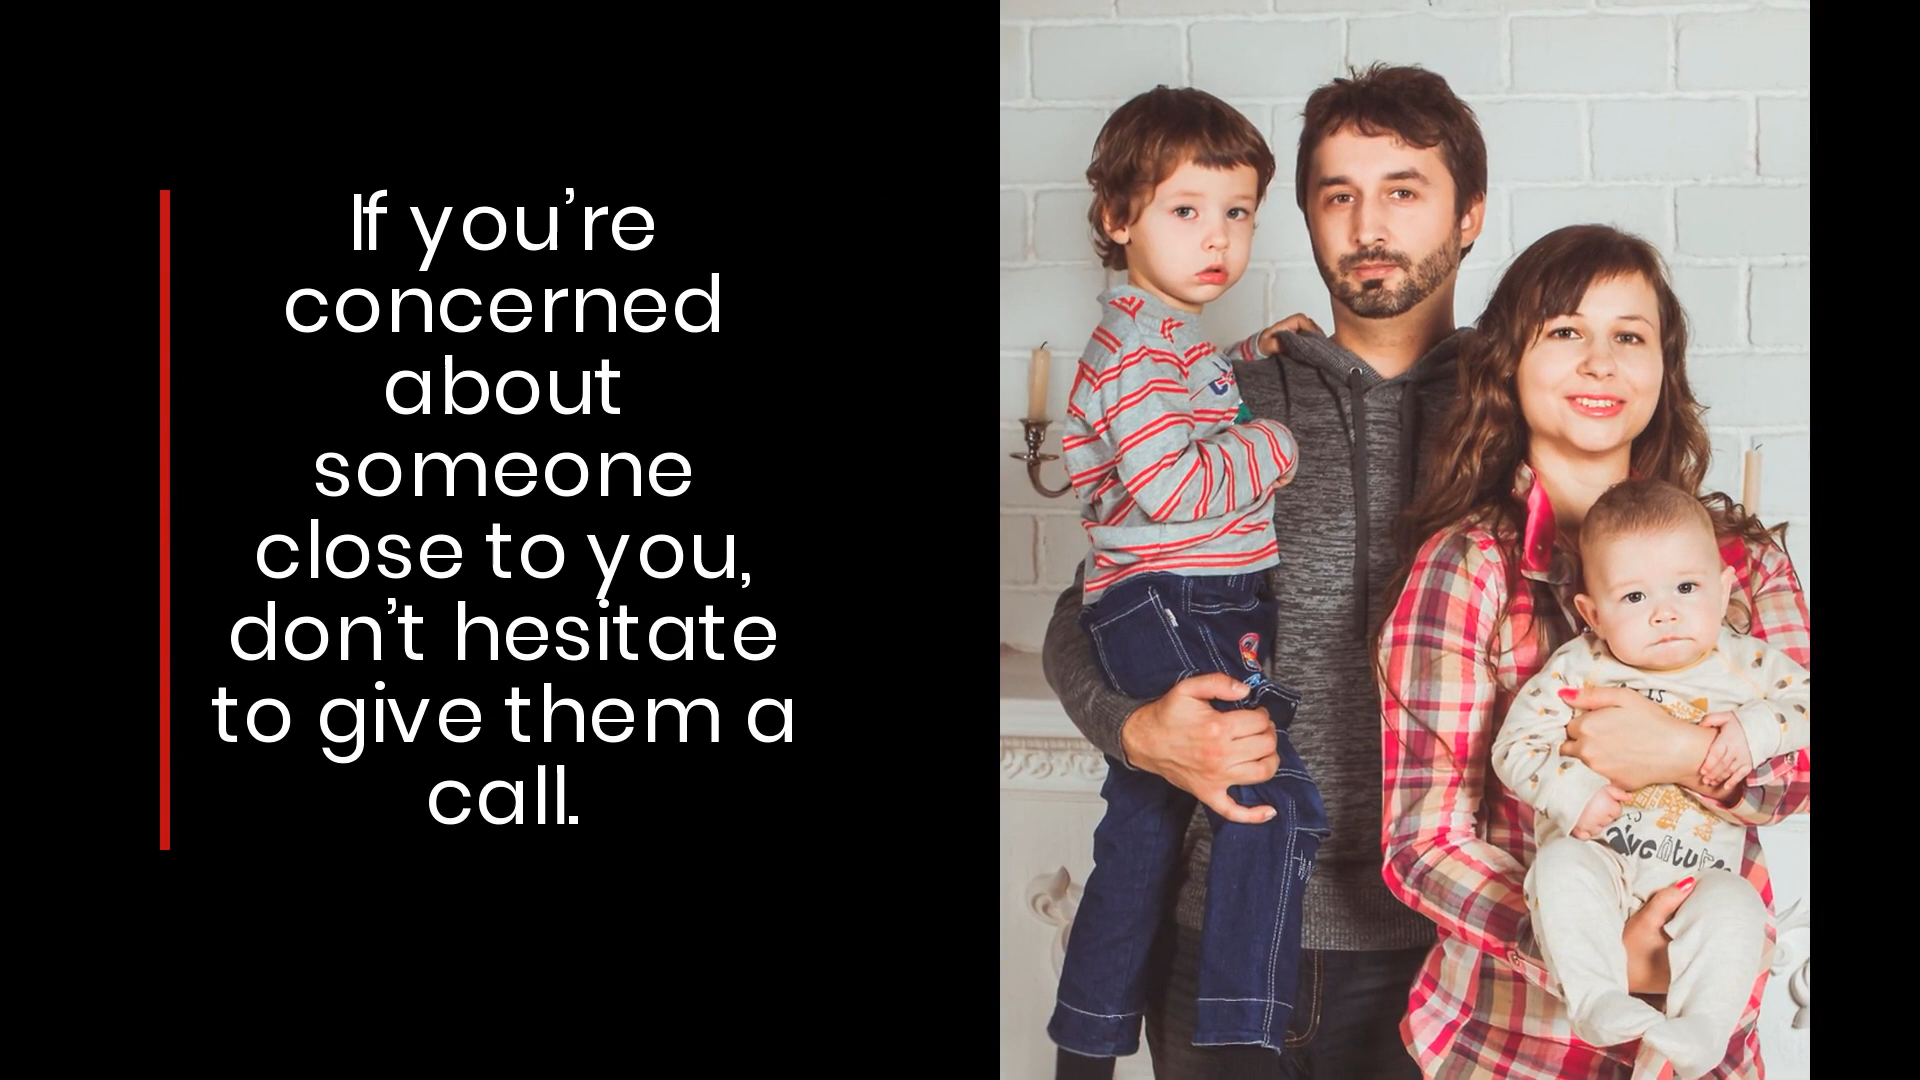 If you’re
concerned
about
someone
close to you,
don’t hesitate
to give them a
call.